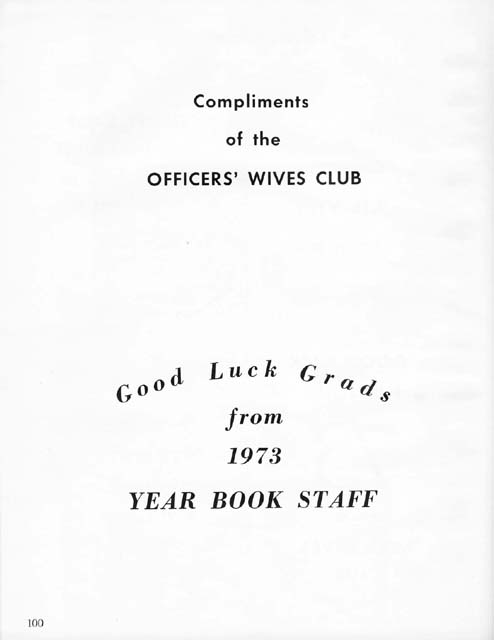 Compliments
of the
OFFICERS' WIVES CLUB
Good Luck Grads
from
1973
YEAR BOOK STAFF
100